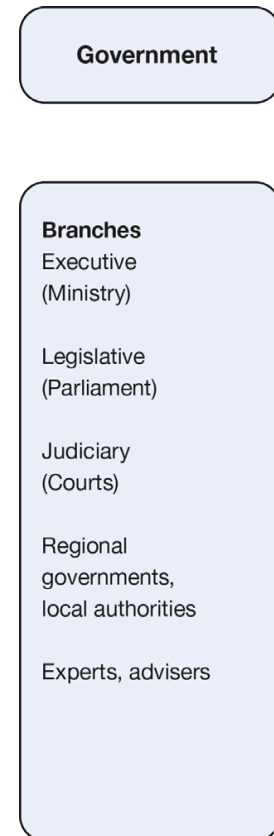 Government
Branches
Executive
(Ministry)
Legislative
(Parliament)
Judiciary
(Courts)
Regional
governments,
local authorities
Experts, advisers